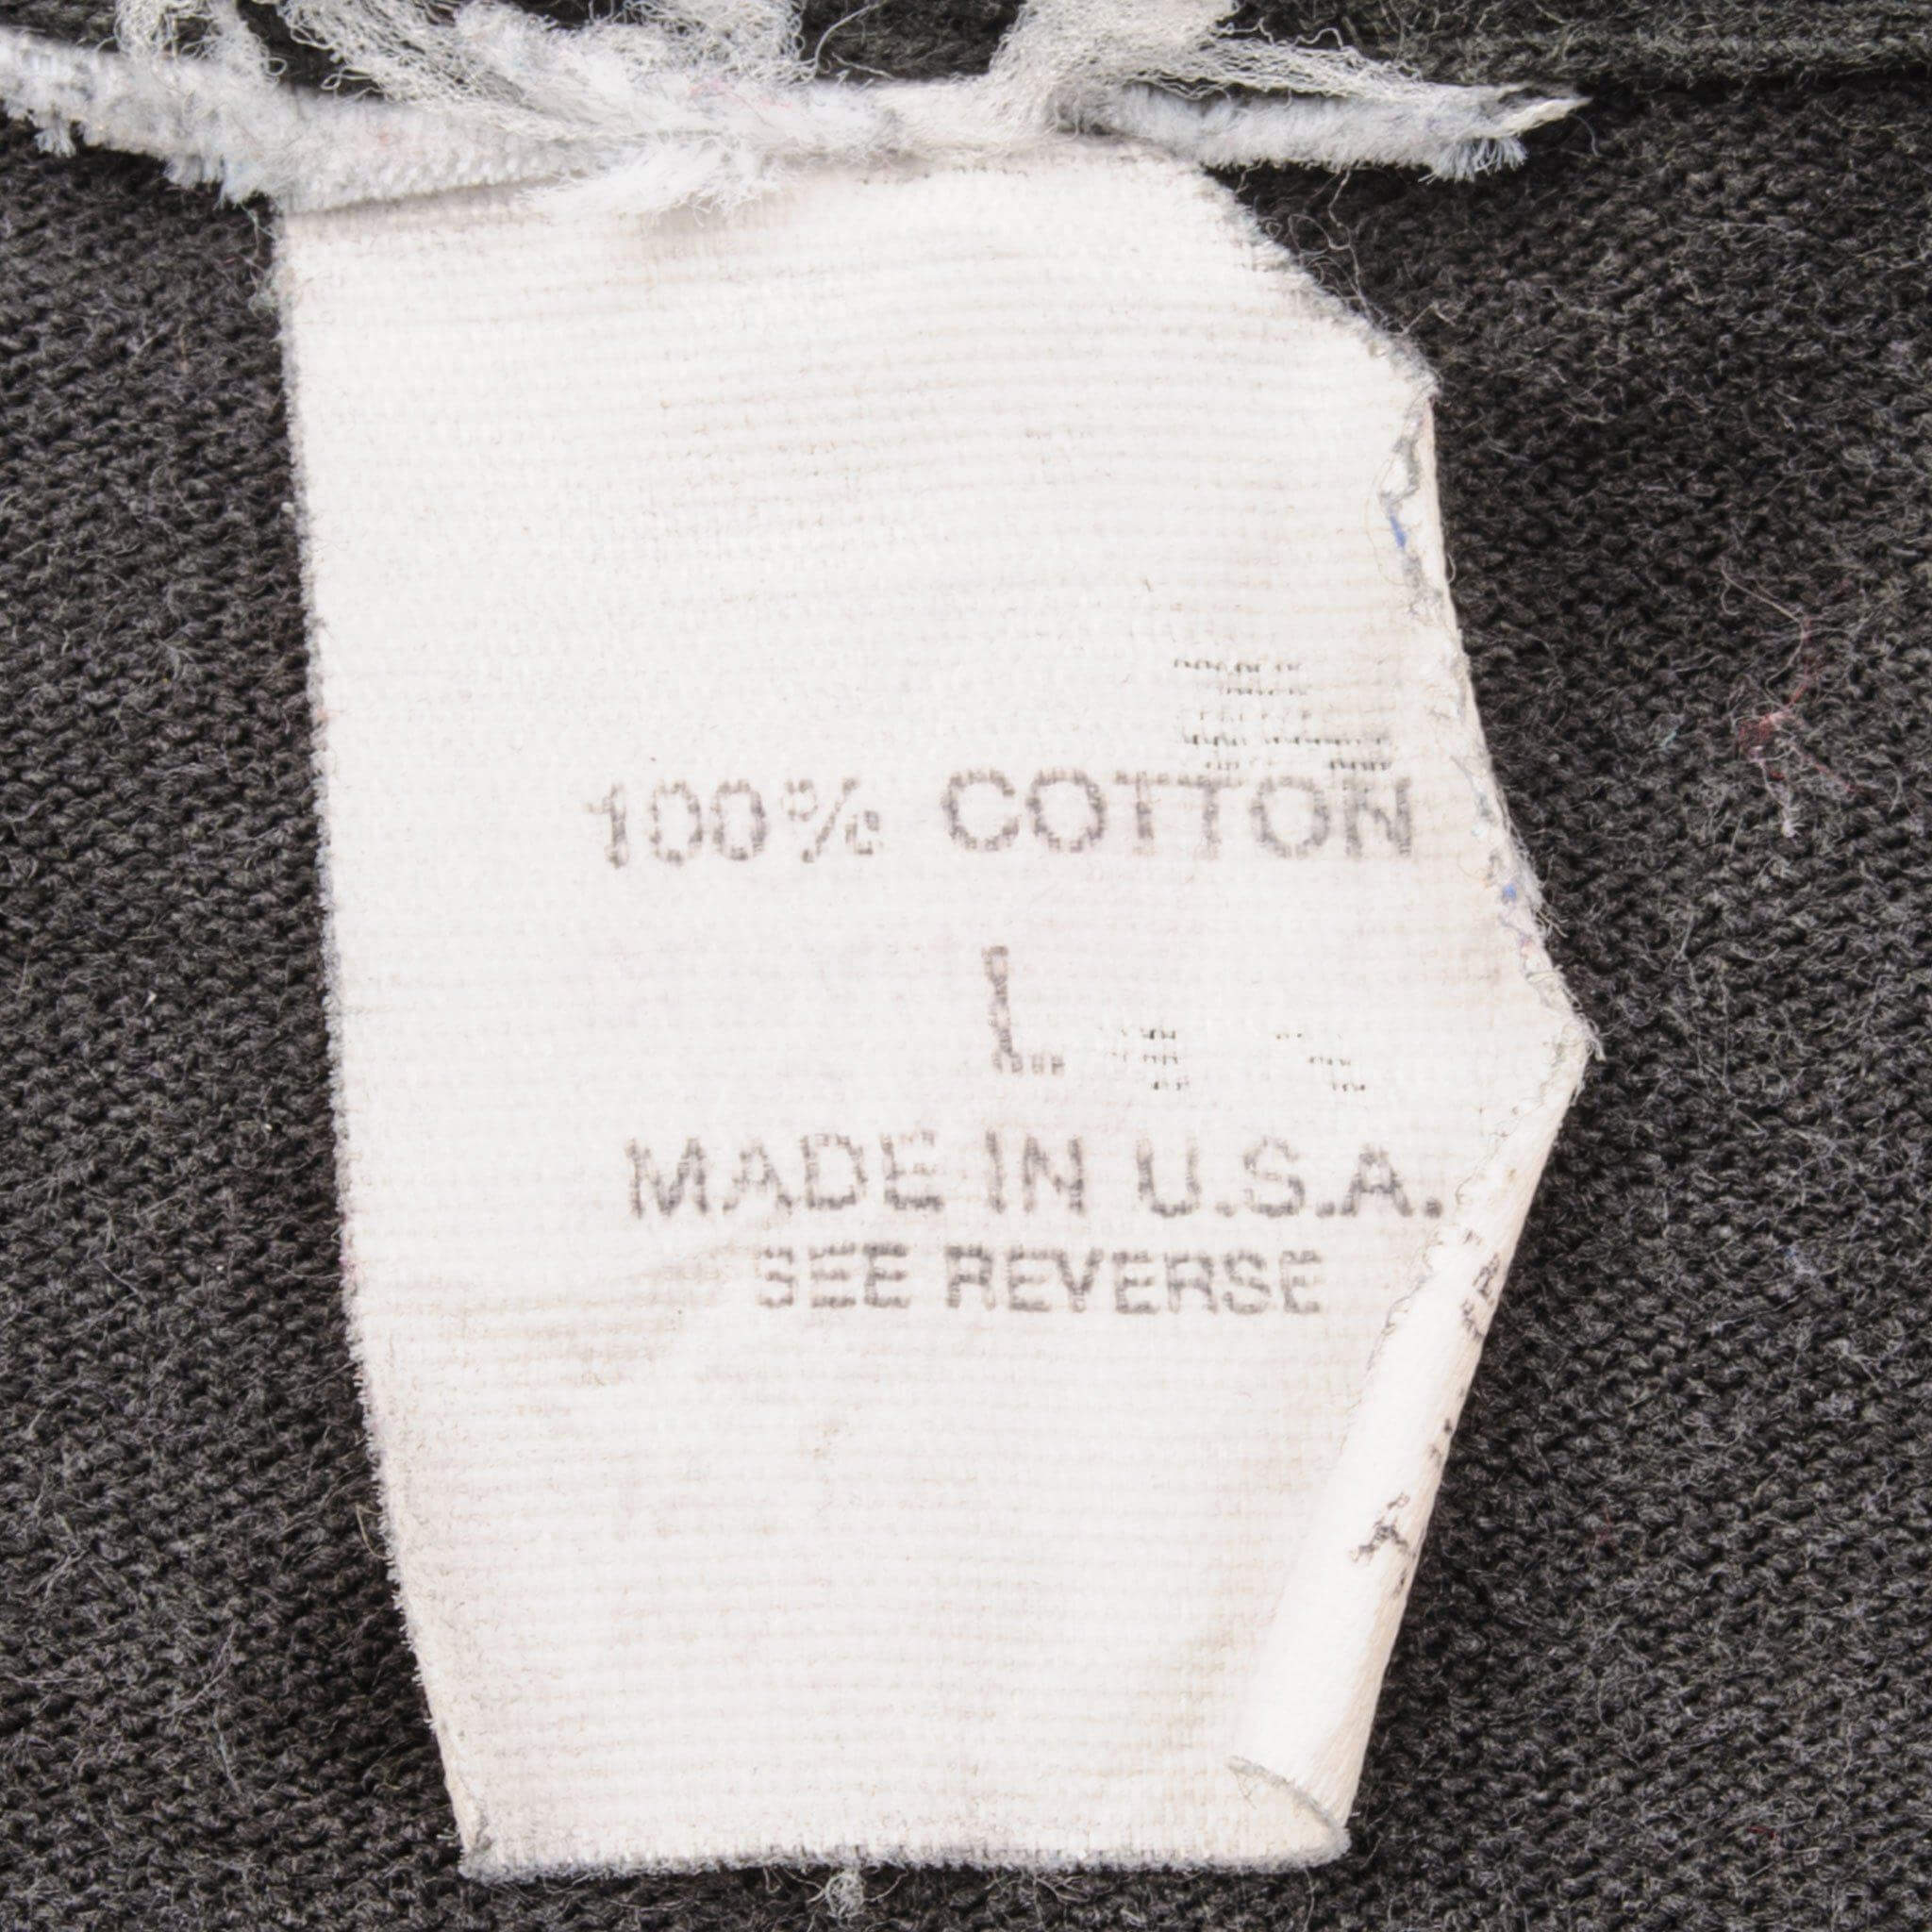 100% COTTON
L
MADE IN U.S.A.
SEE REVERSE